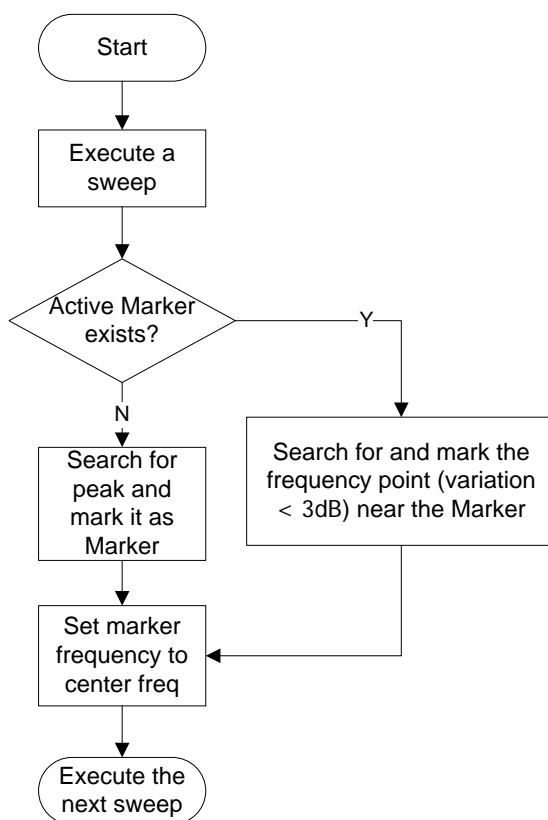 Start
Execute a
sweep
Active Marker
exists?
Y
N
Search for
peak and
mark it as
Marker
Search for and mark the
frequency point (variation
< 3dB) near the Marker
Set marker
frequency to
center freq
Execute the
next sweep